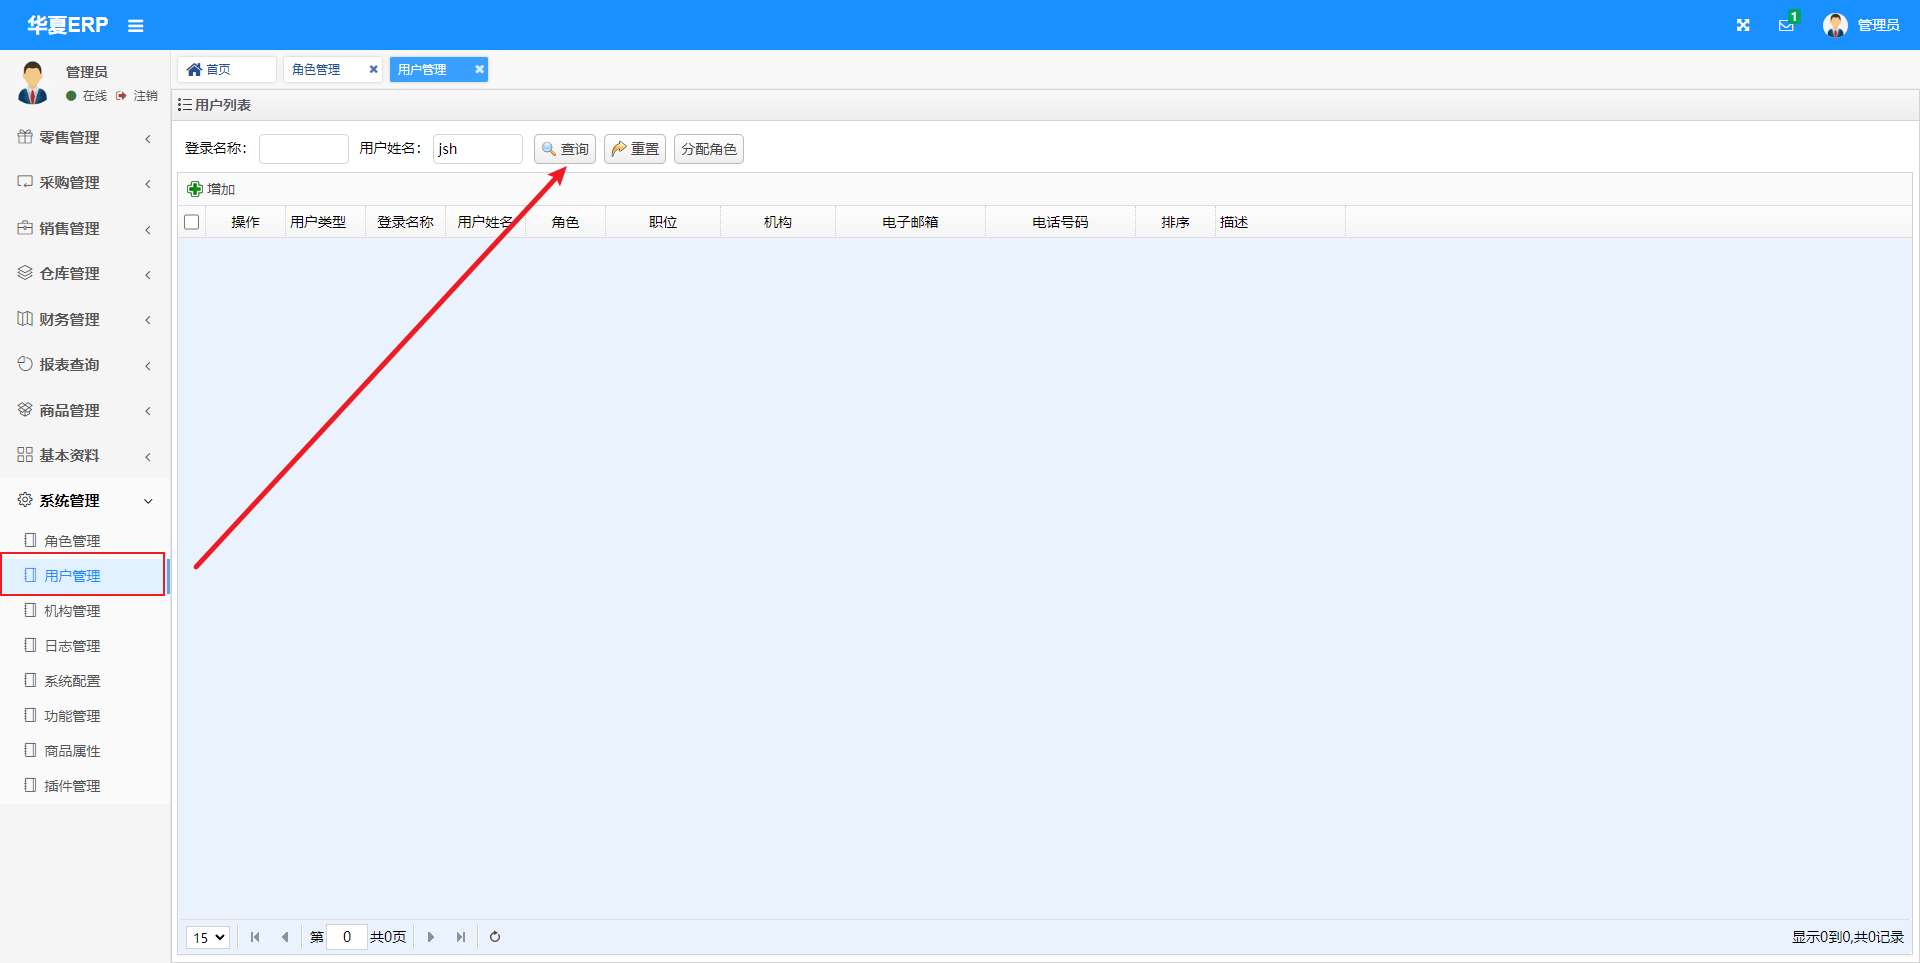 华夏ERP
1
管理员
管理员
在线 注销
零售管理
采购管理
销售管理
仓库管理
财务管理
报表查询
商品管理
基本资料
系统管理
角色管理
用户管理
机构管理
日志管理
系统配置
功能管理
商品属性
插件管理
首页 角色管理 用户管理
用户列表
登录名称： 用户姓名： jsh 查询 重置 分配角色
增加
操作 用户类型 登录名称 用户姓名 角色 职位 机构 电子邮箱 电话号码 排序 描述
15 第 0 共0页 显示0到0,共0记录